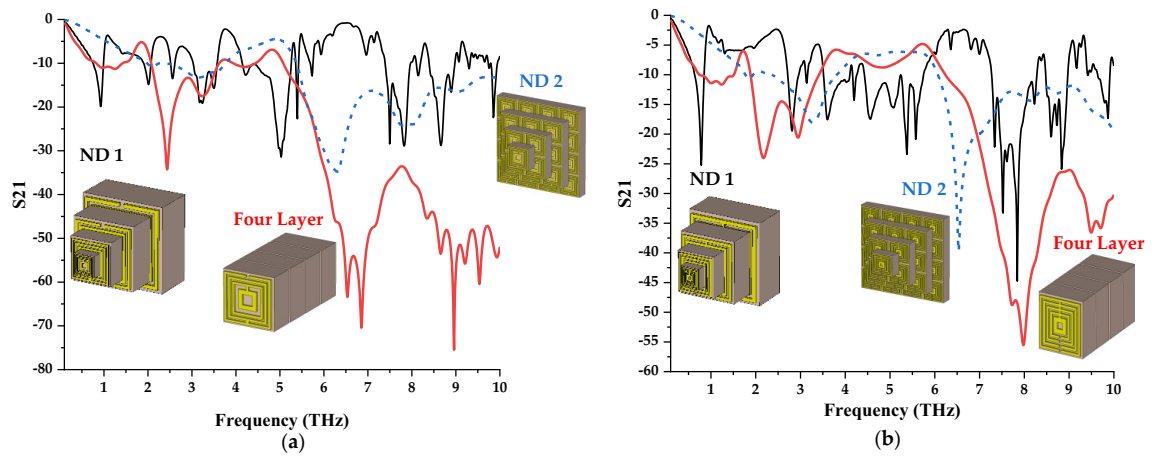 0
-10
-20
-30
-40
-50
-60
-70
-80
S21
ND 1
Four Layer
ND 2
1 2 3 4 5 6 7 8 9 10
Frequency (THz)
(a)
0
-5
-10
-15
-20
-25
-30
-35
-40
-45
-50
-55
-60
S21
ND 1
ND 2
Four Layer
1 2 3 4 5 6 7 8 9 10
Frequency (THz)
(b)